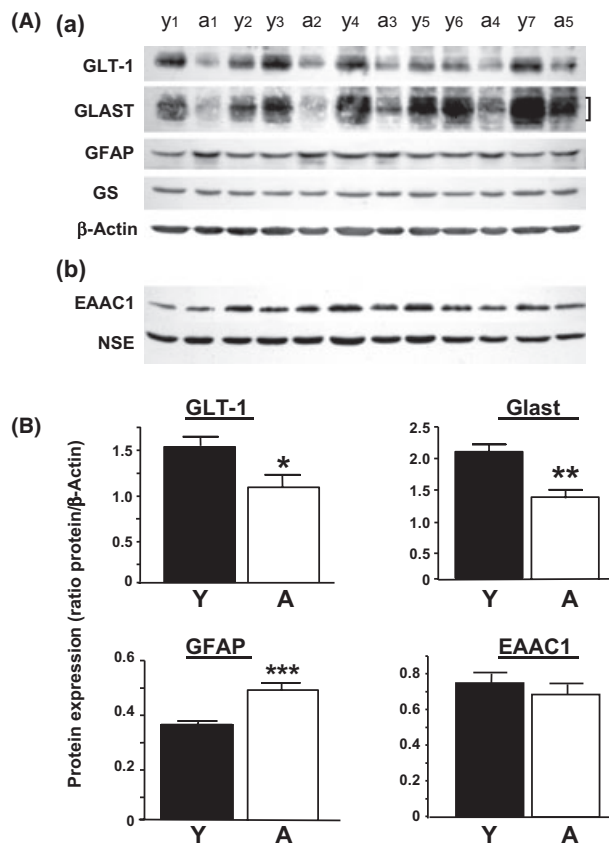 (A) (a) y1 a1 y2 y3 a2 y4 a3 y5 y6 a4 y7 a5
GLT-1
GLAST
GFAP
GS
β-Actin
(b)
EAAC1
NSE
(B)
Protein expression (ratio protein/β-Actin)
GLT-1
1.5
1.0
0.5
0
*
Y A
Glast
2.5
2.0
1.5
1.0
0.5
0
**
Y A
GFAP
0.6
0.4
0.2
0
***
Y A
EAAC1
0.8
0.6
0.4
0.2
0
Y A